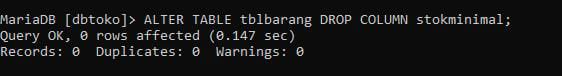 MariaDB [dbtoko]> ALTER TABLE tblbarang DROP COLUMN stokminimal;
Query OK, 0 rows affected (0.147 sec)
Records: 0  Duplicates: 0  Warnings: 0